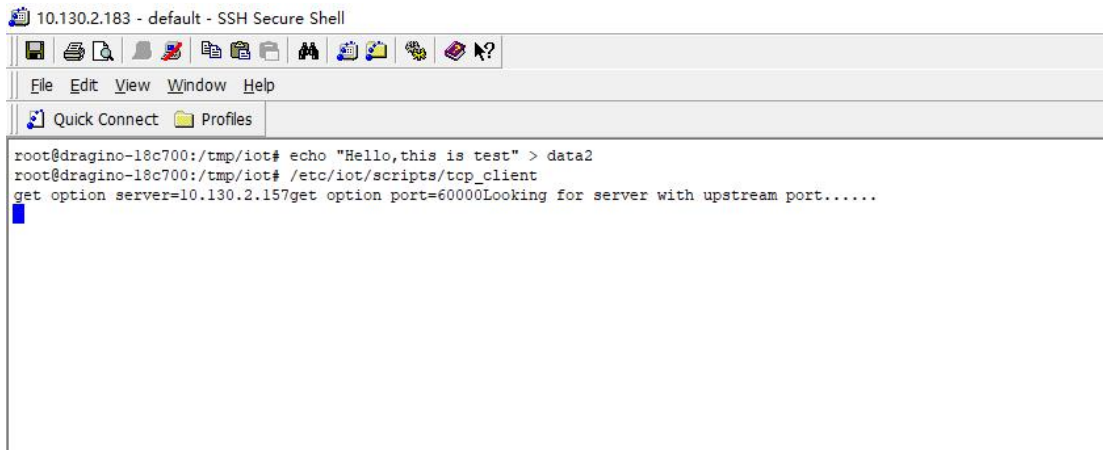 10.130.2.183 - default - SSH Secure Shell
File Edit View Window Help
Quick Connect Profiles
root@dragino-18c700:/tmp/iot# echo "Hello,this is test" > data2
root@dragino-18c700:/tmp/iot# /etc/iot/scripts/tcp_client
get option server=10.130.2.157get option port=60000Looking for server with upstream port......